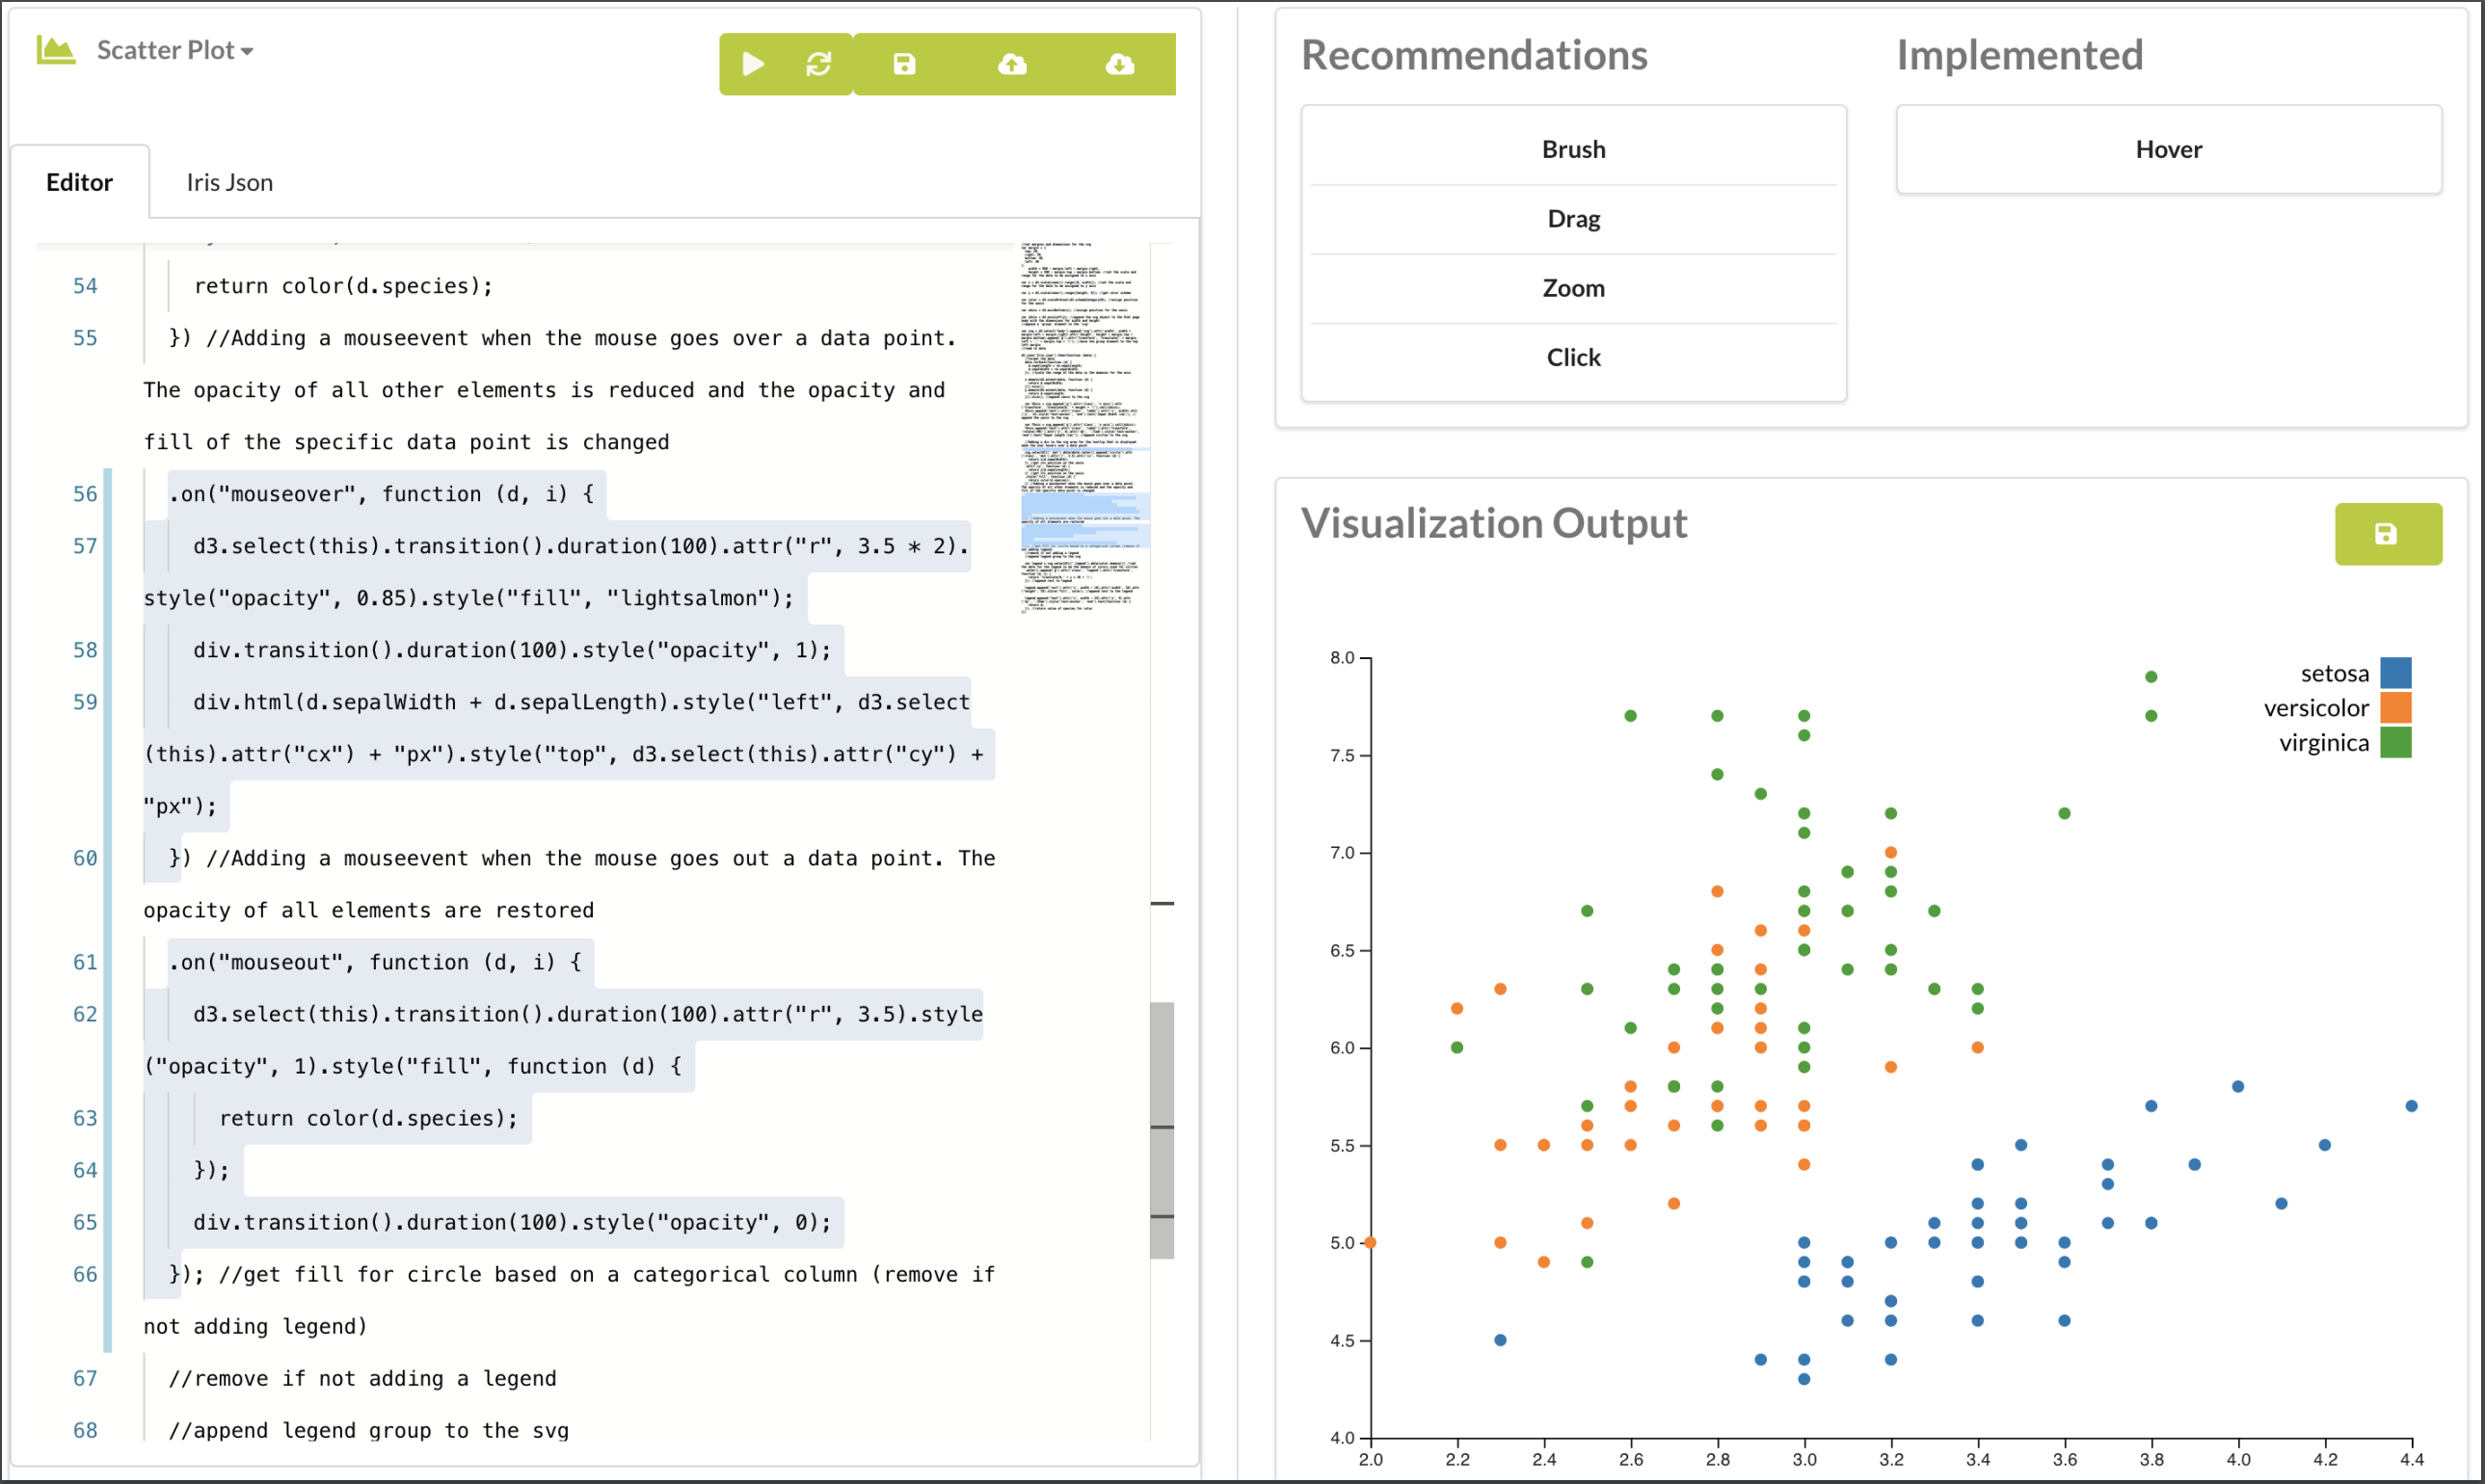 Scatter Plot
Editor
Iris Json
54 return color(d.species);
55 }) //Adding a mouseevent when the mouse goes over a data point.
The opacity of all other elements is reduced and the opacity and
fill of the specific data point is changed
56 .on("mouseover", function (d, i) {
57 d3.select(this).transition().duration(100).attr("r", 3.5 * 2).
style("opacity", 0.85).style("fill", "lightsalmon");
58 div.transition().duration(100).style("opacity", 1);
59 div.html(d.sepalWidth + d.sepalLength).style("left", d3.select
(this).attr("cx") + "px").style("top", d3.select(this).attr("cy") +
"px");
60 }) //Adding a mouseevent when the mouse goes out a data point. The
opacity of all elements are restored
61 .on("mouseout", function (d, i) {
62 d3.select(this).transition().duration(100).attr("r", 3.5).style
("opacity", 1).style("fill", function (d) {
63 return color(d.species);
64 });
65 div.transition().duration(100).style("opacity", 0);
66 }); //get fill for circle based on a categorical column (remove if
not adding legend)
67 //remove if not adding a legend
68 //append legend group to the svg
Recommendations
Brush
Drag
Zoom
Click
Implemented
Hover
Visualization Output
setosa
versicolor
virginica
8.0
7.5
7.0
6.5
6.0
5.5
5.0
4.5
4.0
2.0 2.2 2.4 2.6 2.8 3.0 3.2 3.4 3.6 3.8 4.0 4.2 4.4